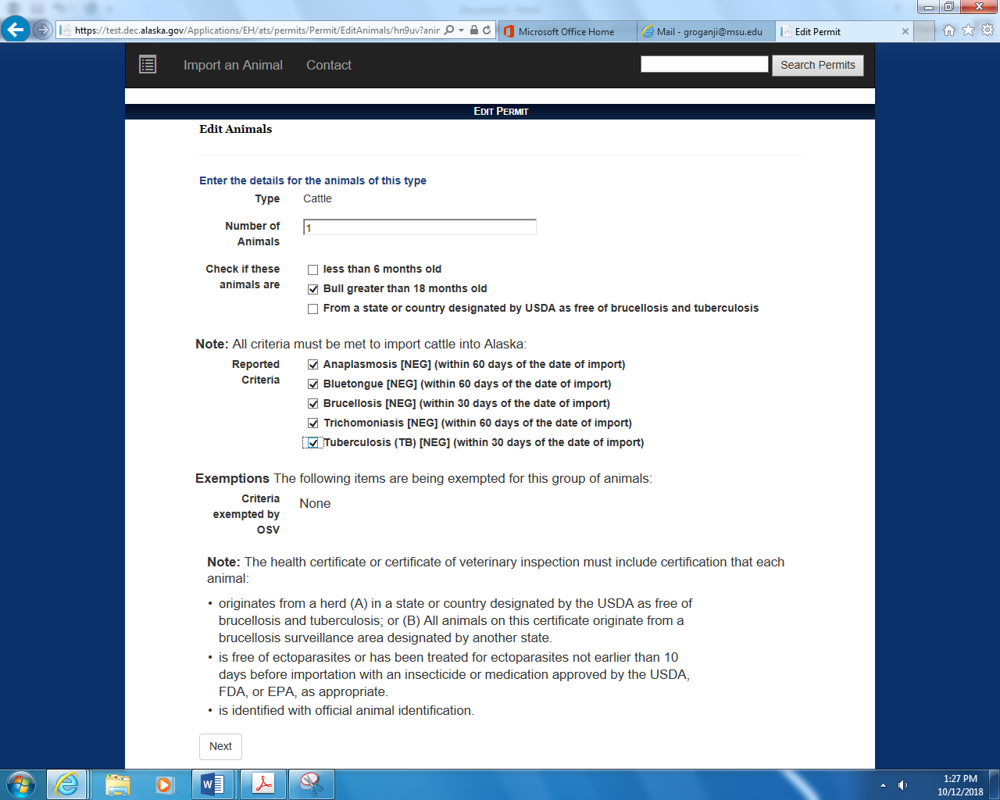 https://test.dec.alaska.gov/Applications/EH/ats/permits/Permit/EditAnimals/hn9uv?anir
Microsoft Office Home
Mail - groganji@msu.edu
Edit Permit
Import an Animal Contact
Search Permits
EDIT PERMIT
Edit Animals
Enter the details for the animals of this type
Type Cattle
Number of Animals 1
Check if these animals are
less than 6 months old
Bull greater than 18 months old
From a state or country designated by USDA as free of brucellosis and tuberculosis
Note: All criteria must be met to import cattle into Alaska:
Reported Criteria
Anaplasmosis [NEG] (within 60 days of the date of import)
Bluetongue [NEG] (within 60 days of the date of import)
Brucellosis [NEG] (within 30 days of the date of import)
Trichomoniasis [NEG] (within 60 days of the date of import)
Tuberculosis (TB) [NEG] (within 30 days of the date of import)
Exemptions The following items are being exempted for this group of animals:
Criteria exempted by OSV
None
Note: The health certificate or certificate of veterinary inspection must include certification that each
animal:
• originates from a herd (A) in a state or country designated by the USDA as free of
brucellosis and tuberculosis; or (B) All animals on this certificate originate from a
brucellosis surveillance area designated by another state.
• is free of ectoparasites or has been treated for ectoparasites not earlier than 10
days before importation with an insecticide or medication approved by the USDA,
FDA, or EPA, as appropriate.
• is identified with official animal identification.
Next
1:27 PM
10/12/2018